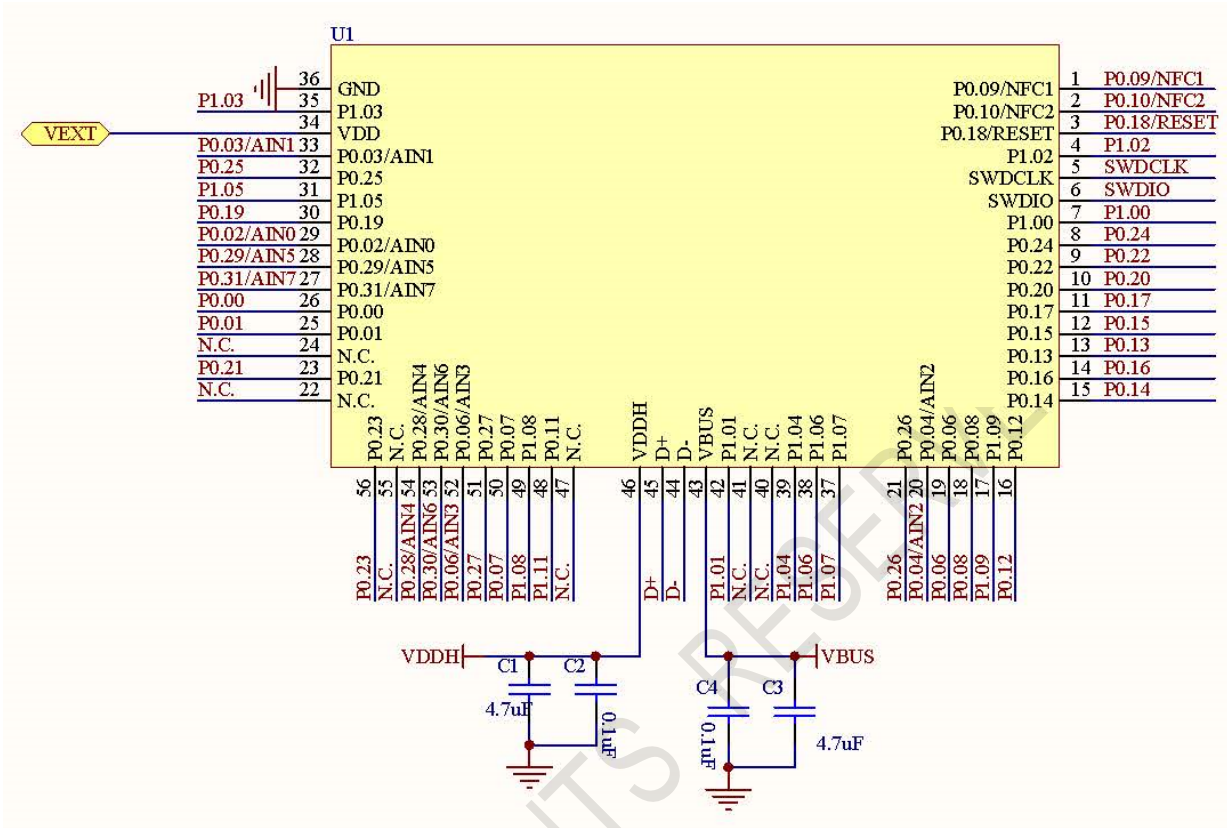 U1
36 GND
P1.03 35 P1.03
VEXT 34 VDD
P0.03/AIN1 33 P0.03/AIN1
P0.25 32 P0.25
P1.05 31 P1.05
P0.19 30 P0.19
P0.02/AIN0 29 P0.02/AIN0
P0.29/AIN5 28 P0.29/AIN5
P0.31/AIN7 27 P0.31/AIN7
P0.00 26 P0.00
P0.01 25 P0.01
N.C. 24 N.C.
P0.21 23 P0.21
N.C. 22 N.C.
P0.09/NFC1 1 P0.09/NFC1
P0.10/NFC2 2 P0.10/NFC2
P0.18/RESET 3 P0.18/RESET
P1.02 4 P1.02
SWDCLK 5 SWDCLK
SWDIO 6 SWDIO
P1.00 7 P1.00
P0.24 8 P0.24
P0.22 9 P0.22
P0.20 10 P0.20
P0.17 11 P0.17
P0.15 12 P0.15
P0.13 13 P0.13
P0.16 14 P0.16
P0.14 15 P0.14
P0.23 56 P0.23
N.C. 55 N.C.
P0.28/AIN4 54 P0.28/AIN4
P0.30/AIN6 53 P0.30/AIN6
P0.06/AIN3 52 P0.06/AIN3
P0.27 51 P0.27
P0.07 50 P0.07
P1.08 49 P1.08
P0.11 48 P1.11
N.C. 47 N.C.
VDDH 46
D+ 45 D+
D- 44 D-
VBUS 43
P1.01 42 P1.01
N.C. 41 N.C.
N.C. 40 N.C.
P1.04 39 P1.04
P1.06 38 P1.06
P1.07 37 P1.07
P0.26 21 P0.26
P0.04/AIN2 20 P0.04/AIN2
P0.06 19 P0.06
P0.08 18 P0.08
P1.09 17 P1.09
P0.12 16 P0.12
VDDH
C1
4.7uF
C2
0.1uF
VBUS
C4
0.1uF
C3
4.7uF